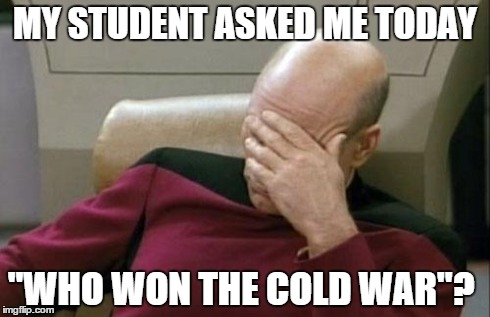 MY STUDENT ASKED ME TODAY
"WHO WON THE COLD WAR"?
imgflip.com